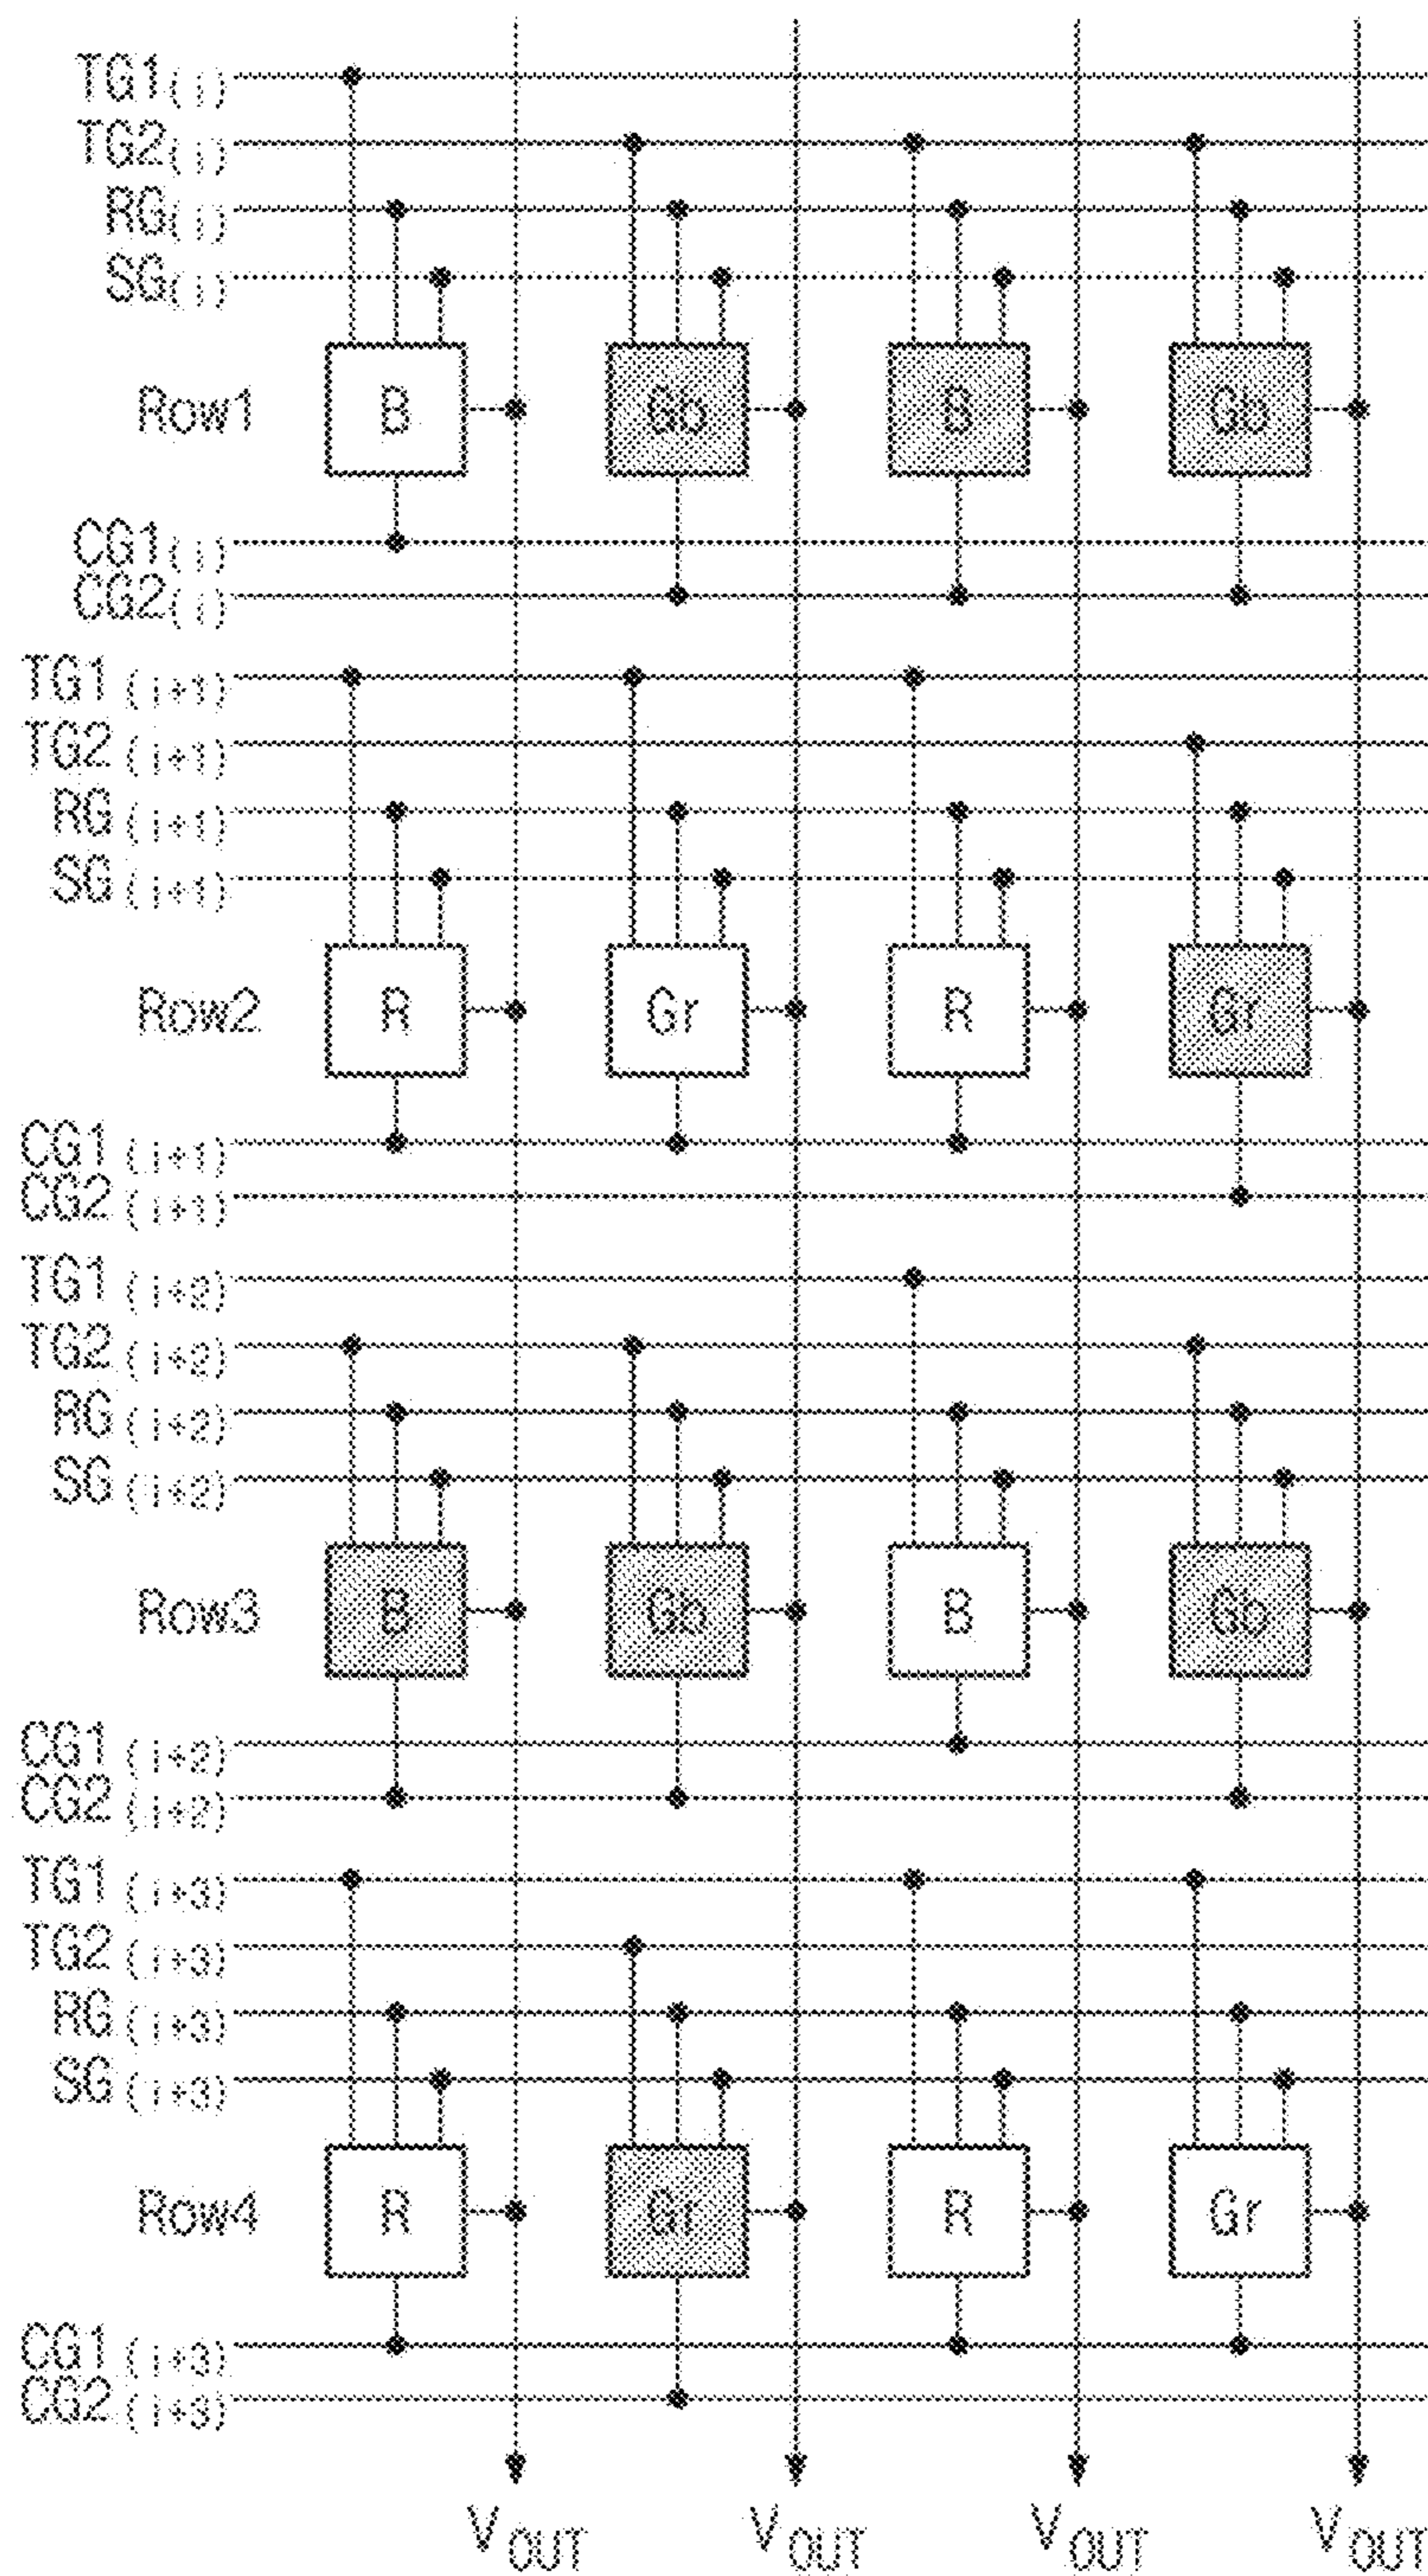 TG1(i)
TG2(i)
RG(i)
SG(i)
Row1 B Gb B Gb
CG1(i)
CG2(i)
TG1(i+1)
TG2(i+1)
RG(i+1)
SG(i+1)
Row2 R Gr R Gr
CG1(i+1)
CG2(i+1)
TG1(i+2)
TG2(i+2)
RG(i+2)
SG(i+2)
Row3 B Gb B Gb
CG1(i+2)
CG2(i+2)
TG1(i+3)
TG2(i+3)
RG(i+3)
SG(i+3)
Row4 R Gr R Gr
CG1(i+3)
CG2(i+3)
VOUT VOUT VOUT VOUT